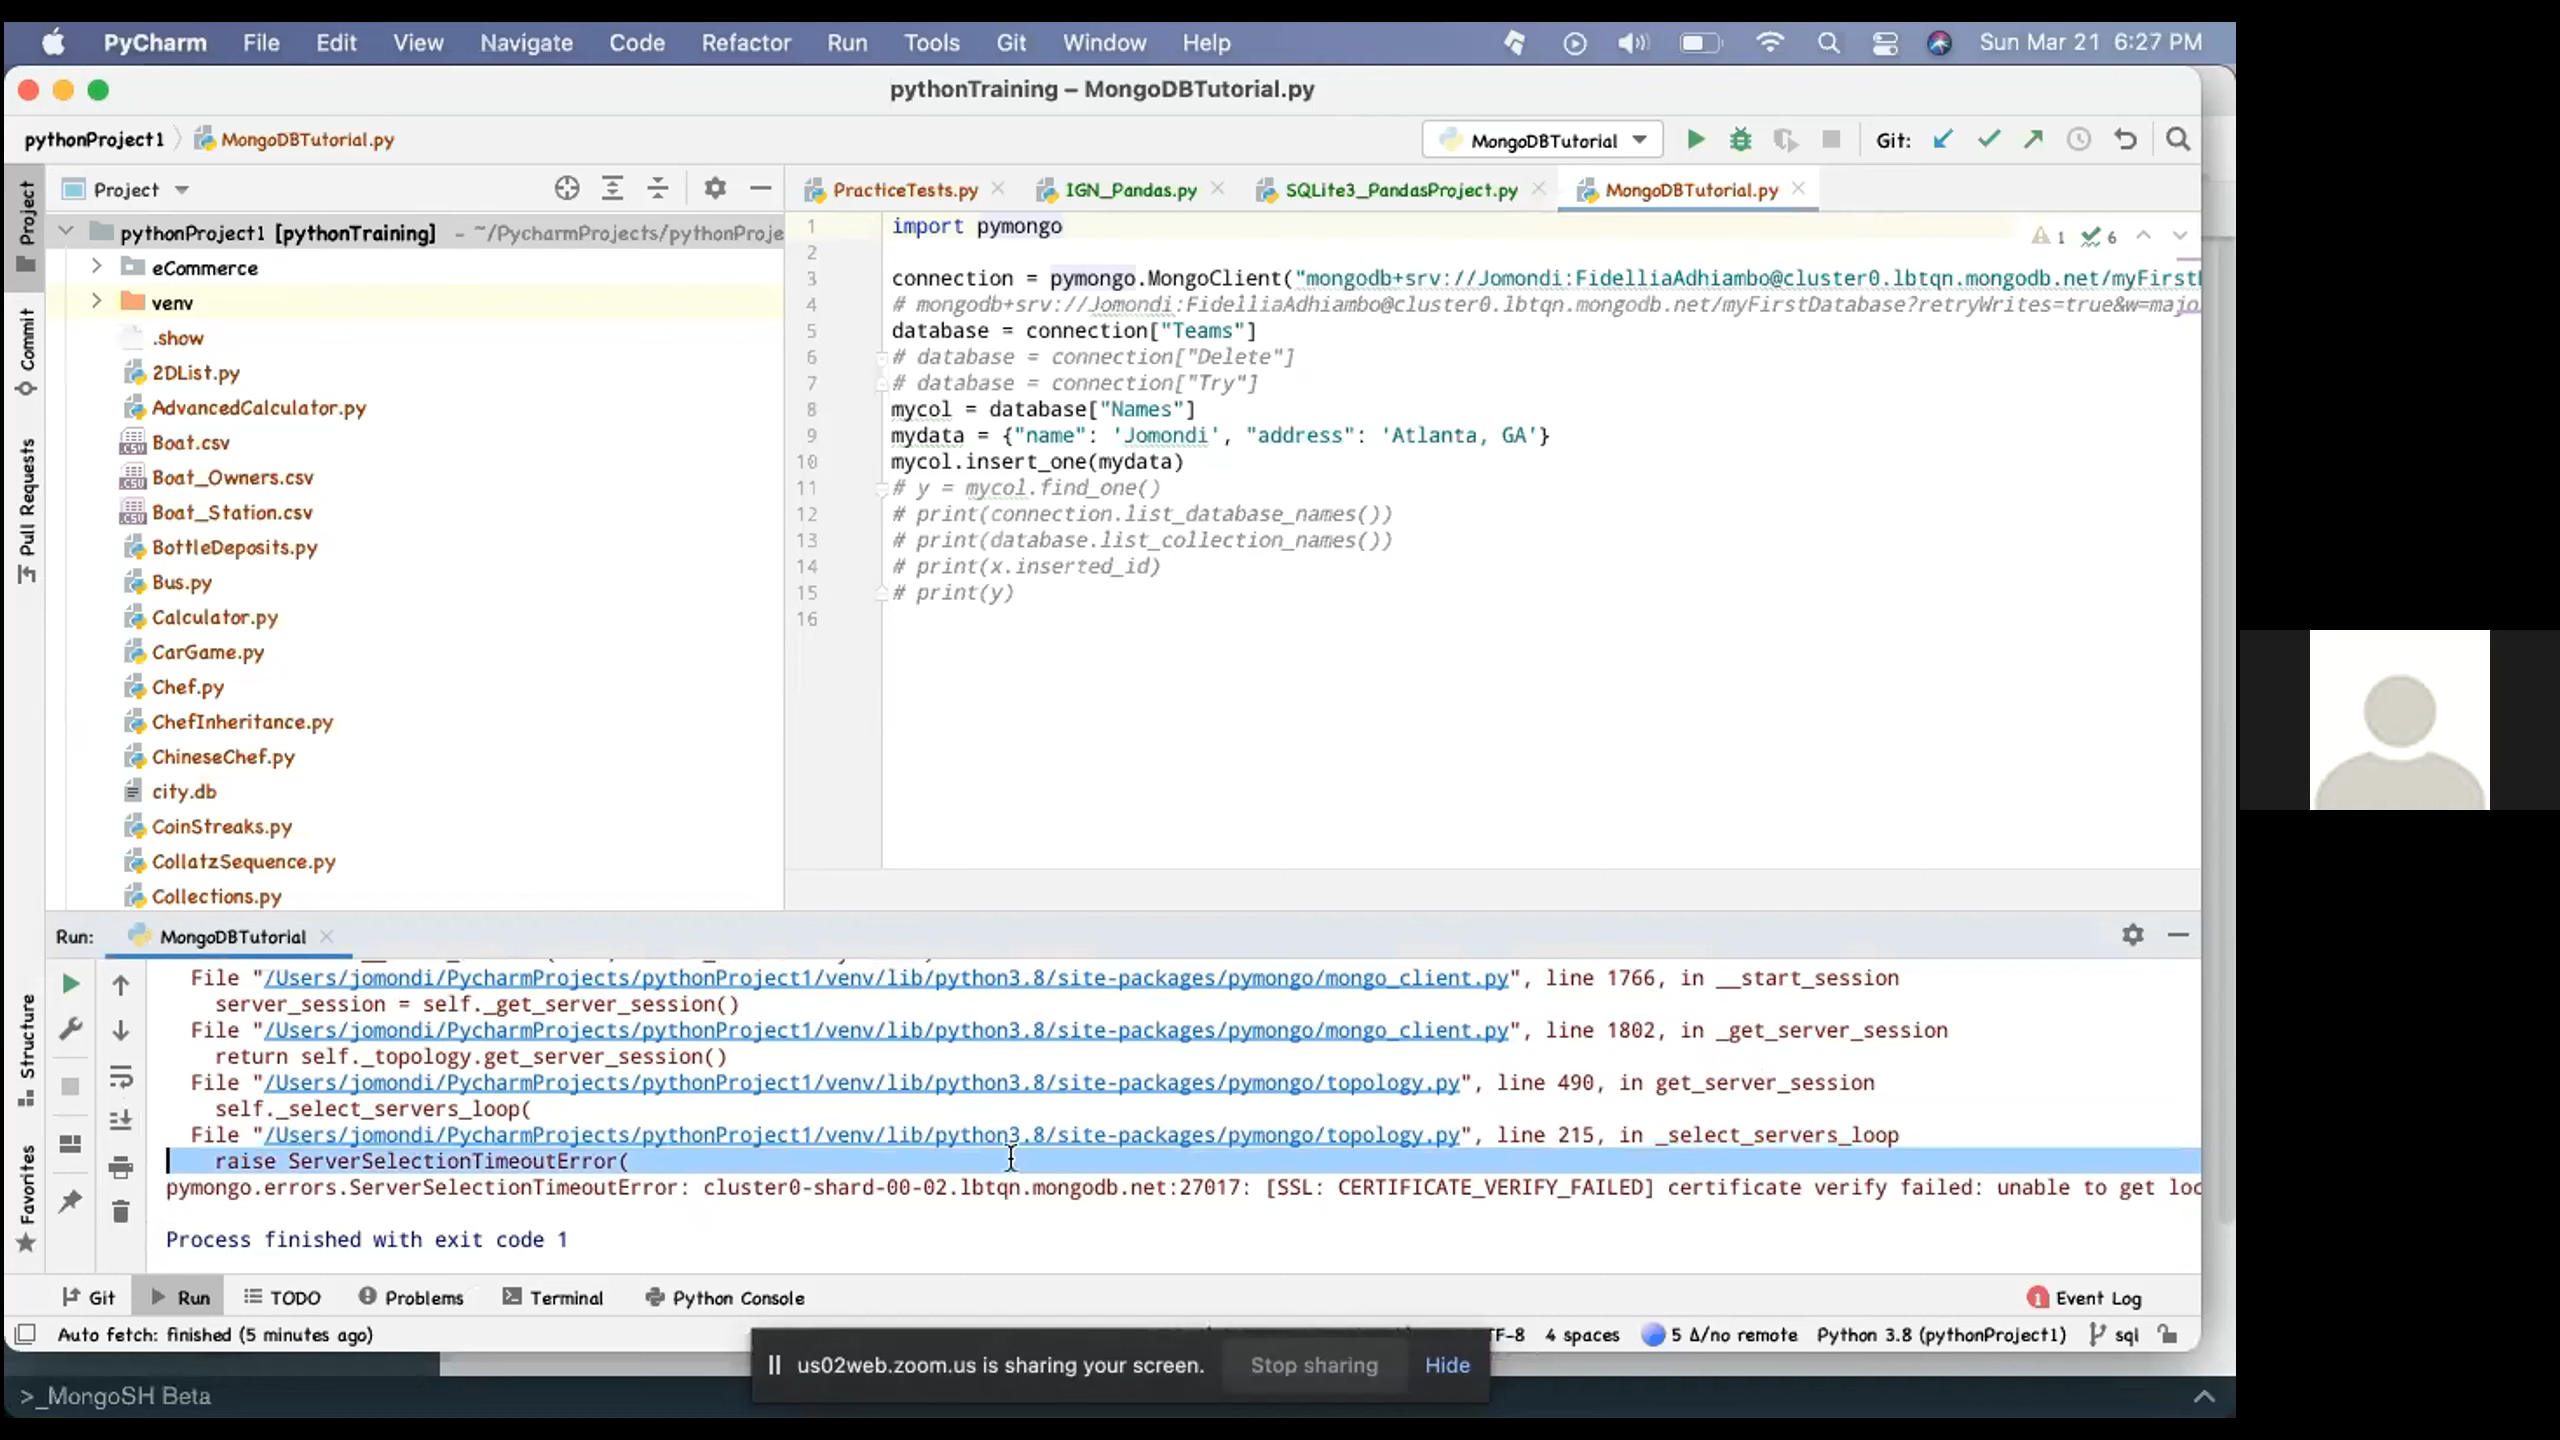 PyCharm File Edit View Navigate Code Refactor Run Tools Git Window Help Sun Mar 21 6:27 PM
pythonTraining – MongoDBTutorial.py
pythonProject1 MongoDBTutorial.py MongoDBTutorial Git:
Project PracticeTests.py IGN_Pandas.py SQLite3_PandasProject.py MongoDBTutorial.py
Project
Commit
Pull Requests
Structure
Favorites
pythonProject1 [pythonTraining] – ~/PycharmProjects/pythonProje
eCommerce
venv
.show
2DList.py
AdvancedCalculator.py
Boat.csv
Boat_Owners.csv
Boat_Station.csv
BottleDeposits.py
Bus.py
Calculator.py
CarGame.py
Chef.py
ChefInheritance.py
ChineseChef.py
city.db
CoinStreaks.py
CollatzSequence.py
Collections.py
1 import pymongo
1 6
2
3 connection = pymongo.MongoClient("mongodb+srv://Jomondi:FidelliaAdhiambo@cluster0.lbtqn.mongodb.net/myFirst
4 # mongodb+srv://Jomondi:FidelliaAdhiambo@cluster0.lbtqn.mongodb.net/myFirstDatabase?retryWrites=true&w=majo
5 database = connection["Teams"]
6 # database = connection["Delete"]
7 # database = connection["Try"]
8 mycol = database["Names"]
9 mydata = {"name": 'Jomondi', "address": 'Atlanta, GA'}
10 mycol.insert_one(mydata)
11 # y = mycol.find_one()
12 # print(connection.list_database_names())
13 # print(database.list_collection_names())
14 # print(x.inserted_id)
15 # print(y)
16
Run: MongoDBTutorial
File "/Users/jomondi/PycharmProjects/pythonProject1/venv/lib/python3.8/site-packages/pymongo/mongo_client.py", line 1766, in __start_session
server_session = self._get_server_session()
File "/Users/jomondi/PycharmProjects/pythonProject1/venv/lib/python3.8/site-packages/pymongo/mongo_client.py", line 1802, in _get_server_session
return self._topology.get_server_session()
File "/Users/jomondi/PycharmProjects/pythonProject1/venv/lib/python3.8/site-packages/pymongo/topology.py", line 490, in get_server_session
self._select_servers_loop(
File "/Users/jomondi/PycharmProjects/pythonProject1/venv/lib/python3.8/site-packages/pymongo/topology.py", line 215, in _select_servers_loop
raise ServerSelectionTimeoutError(
pymongo.errors.ServerSelectionTimeoutError: cluster0-shard-00-02.lbtqn.mongodb.net:27017: [SSL: CERTIFICATE_VERIFY_FAILED] certificate verify failed: unable to get loc
Process finished with exit code 1
Git Run TODO Problems Terminal Python Console 1 Event Log
Auto fetch: finished (5 minutes ago) TF-8 4 spaces 5 Δ/no remote Python 3.8 (pythonProject1) sql
us02web.zoom.us is sharing your screen. Stop sharing Hide
>_MongoSH Beta